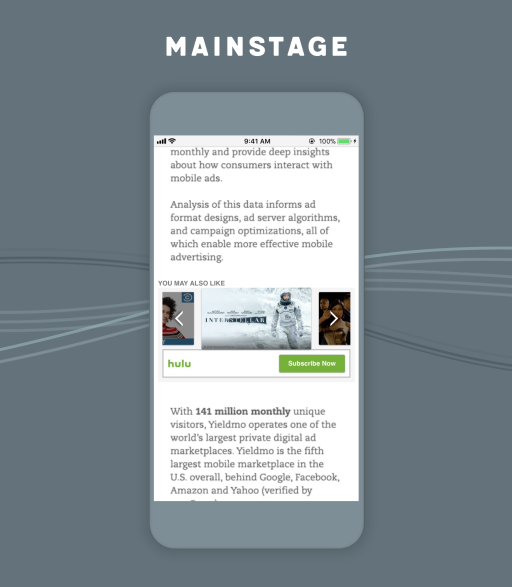 MAINSTAGE
9:41 AM
100%
monthly and provide deep insights
about how consumers interact with
mobile ads.
Analysis of this data informs ad
format designs, ad server algorithms,
and campaign optimizations, all of
which enable more effective mobile
advertising.
YOU MAY ALSO LIKE
INTERSTELLAR
hulu
Subscribe Now
With 141 million monthly unique
visitors, Yieldmo operates one of the
world's largest private digital ad
marketplaces. Yieldmo is the fifth
largest mobile marketplace in the
U.S. overall, behind Google, Facebook,
Amazon and Yahoo (verified by